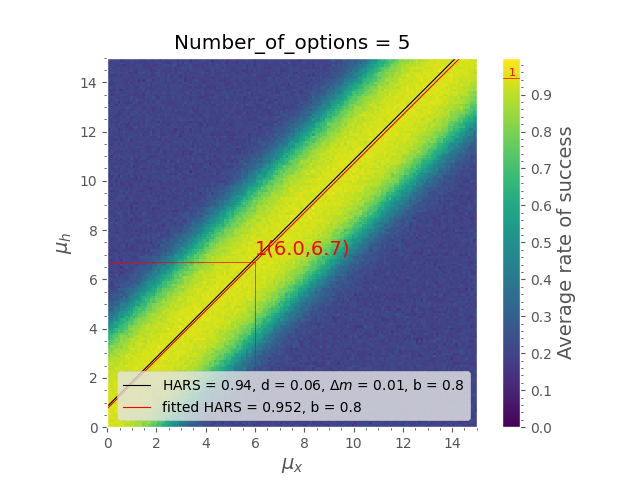 Number_of_options = 5
μ_h
14
12
10
8
6
4
2
0
1(6.0,6.7)
HARS = 0.94, d = 0.06, Δm = 0.01, b = 0.8
fitted HARS = 0.952, b = 0.8
0 2 4 6 8 10 12 14
μ_x
1
0.9
0.8
0.7
0.6
0.5
0.4
0.3
0.2
0.1
0.0
Average rate of success